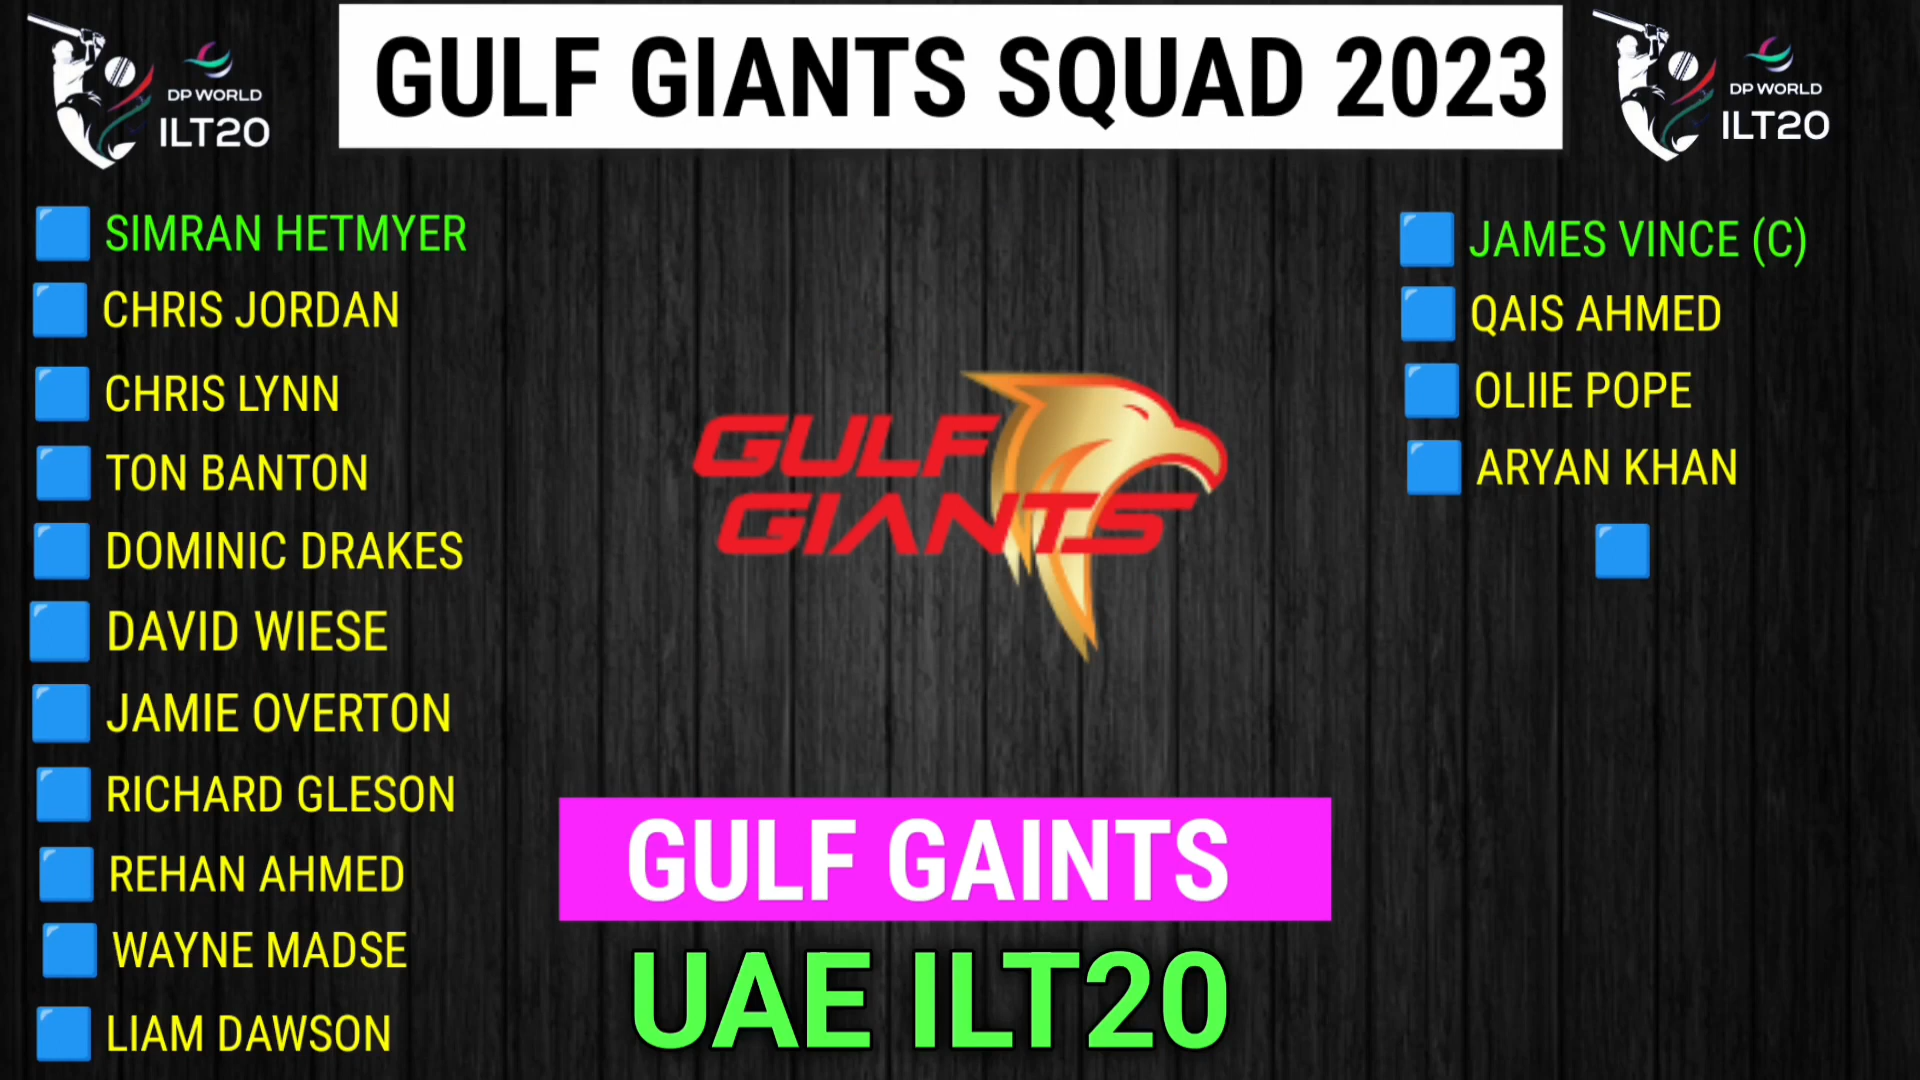 GULF GIANTS SQUAD 2023
DP WORLD
ILT20
DP WORLD
ILT20
SIMRAN HETMYER
CHRIS JORDAN
CHRIS LYNN
TON BANTON
DOMINIC DRAKES
DAVID WIESE
JAMIE OVERTON
RICHARD GLESON
REHAN AHMED
WAYNE MADSE
LIAM DAWSON
GULF
GIANTS
GULF GAINTS
UAE ILT20
JAMES VINCE (C)
QAIS AHMED
OLIIE POPE
ARYAN KHAN